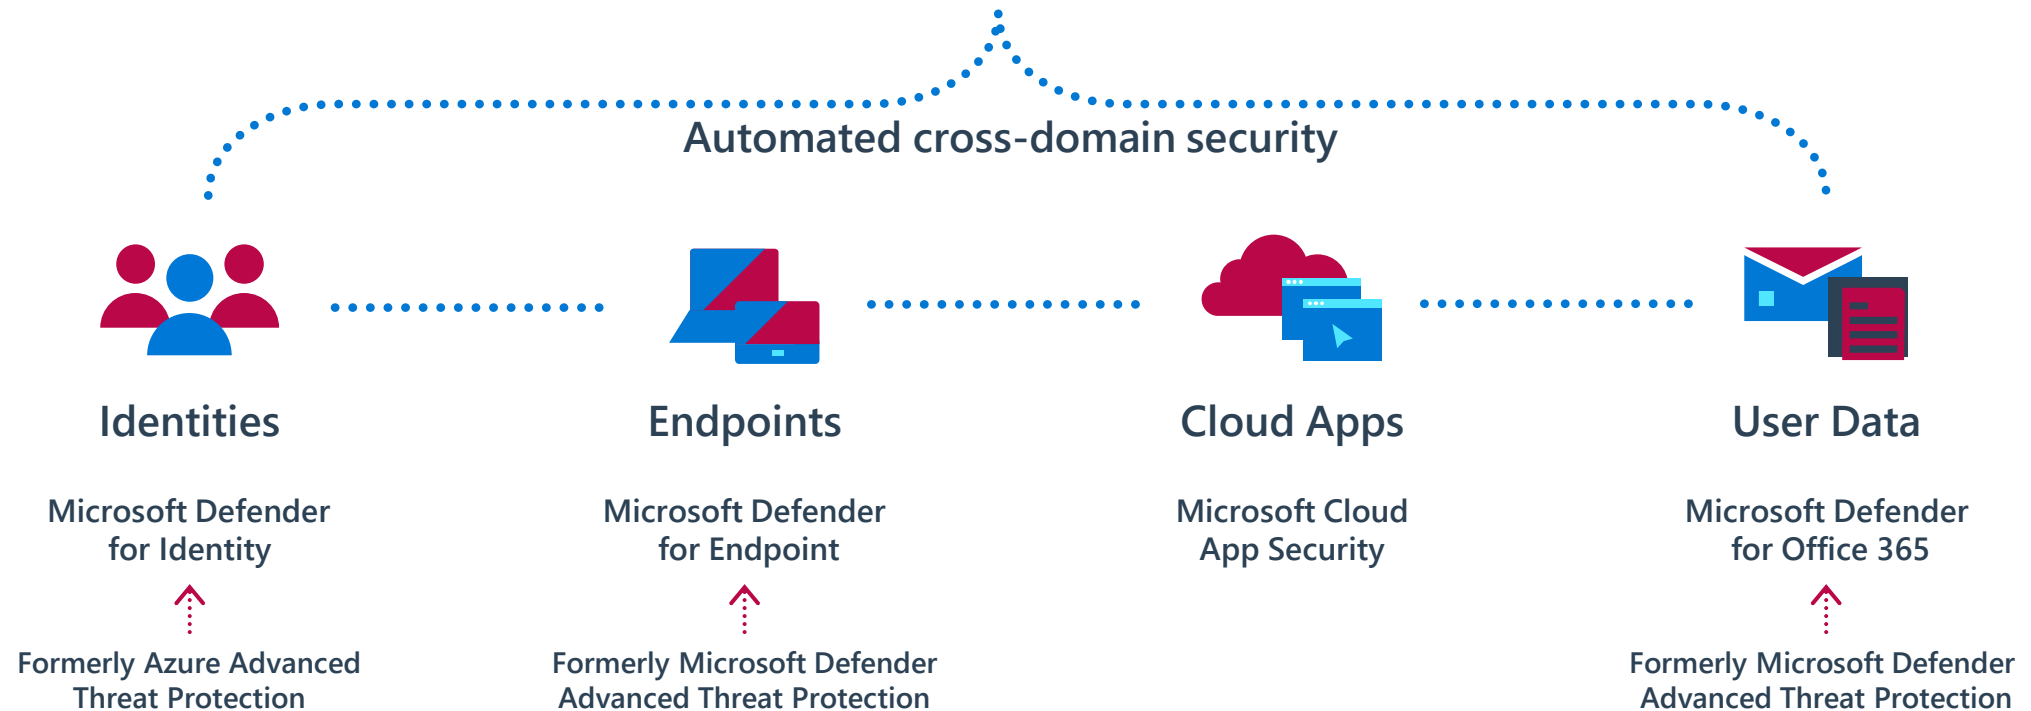 Automated cross-domain security
Identities
Endpoints
Cloud Apps
User Data
Microsoft Defender
for Identity
Microsoft Defender
for Endpoint
Microsoft Cloud
App Security
Microsoft Defender
for Office 365
Formerly Azure Advanced
Threat Protection
Formerly Microsoft Defender
Advanced Threat Protection
Formerly Microsoft Defender
Advanced Threat Protection